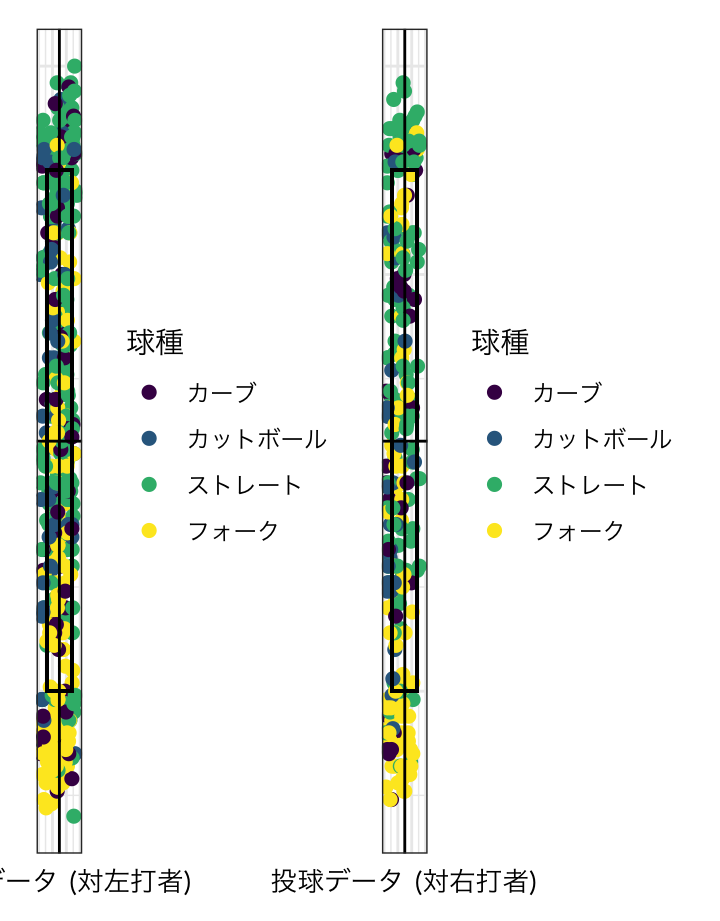 球種
カーブ
カットボール
ストレート
フォーク
球種
カーブ
カットボール
ストレート
フォーク
データ (対左打者)
投球データ (対右打者)